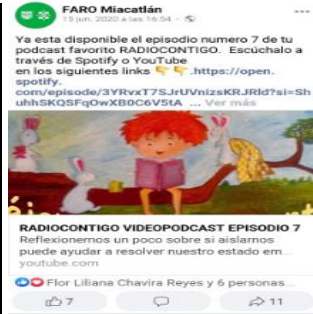 FARO Miacatlán
15 jun. 2020 a las 16:54 ·
Ya esta disponible el episodio numero 7 de tu
podcast favorito RADIOCONTIGO. Escúchalo a
través de Spotify o YouTube
en los siguientes links 👇 👇.https://open.
spotify.
com/episode/3YRvxT7SJrUVnizsKRJRld?si=Sh
uhhSKQSFqOwXB0C6V5tA ... Ver más
RADIOCONTIGO VIDEOPODCAST EPISODIO 7
Reflexionemos un poco sobre si aislarnos
puede ayudar a resolver nuestro estado em...
youtube.com
Flor Liliana Chavira Reyes y 6 personas...
7
11